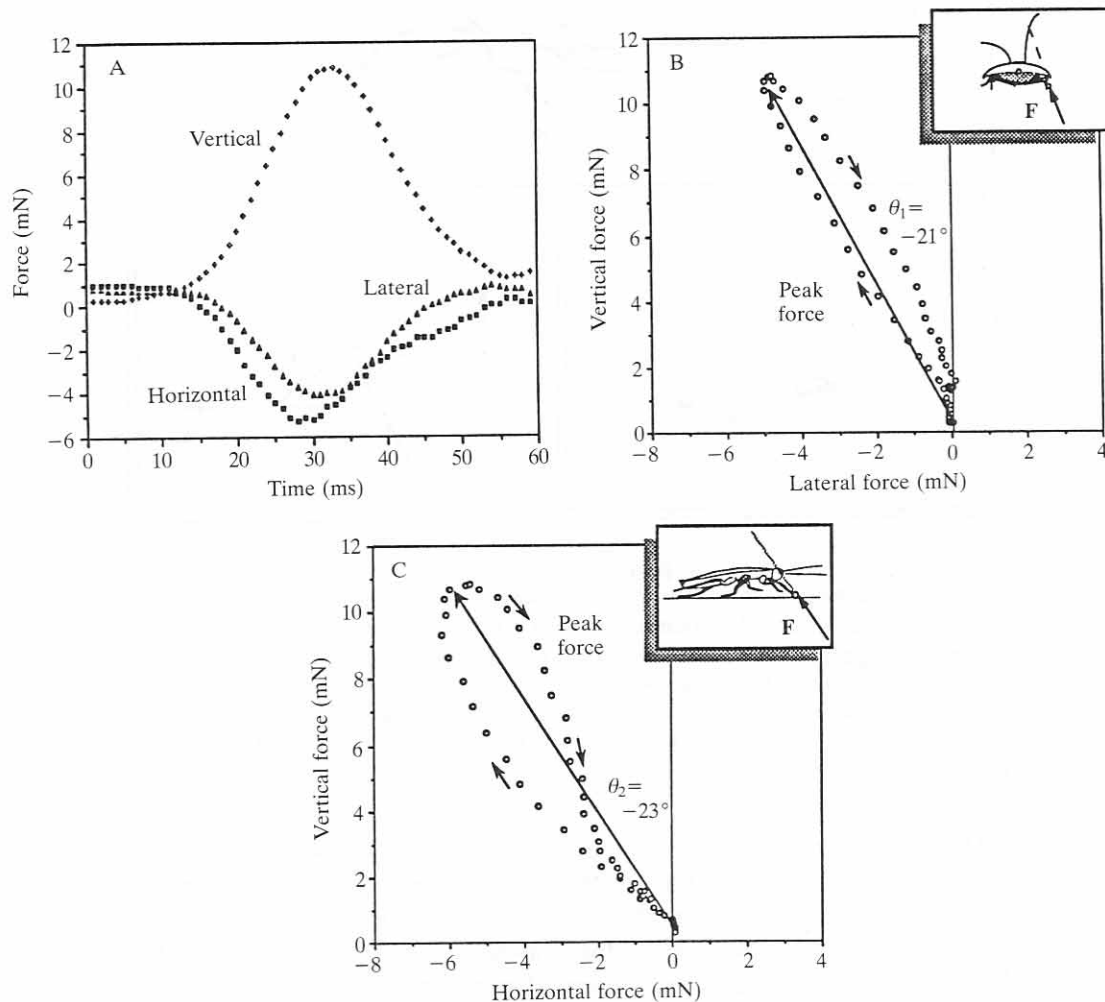 A
Force (mN)
12
10
8
6
4
2
0
−2
−4
−6
Vertical
Lateral
Horizontal
0 10 20 30 40 50 60
Time (ms)
B
F
Vertical force (mN)
12
10
8
6
4
2
0
θ1=
−21°
Peak
force
−8 −6 −4 −2 0 2 4
Lateral force (mN)
C
F
Vertical force (mN)
12
10
8
6
4
2
0
Peak
force
θ2=
−23°
−8 −6 −4 −2 0 2 4
Horizontal force (mN)